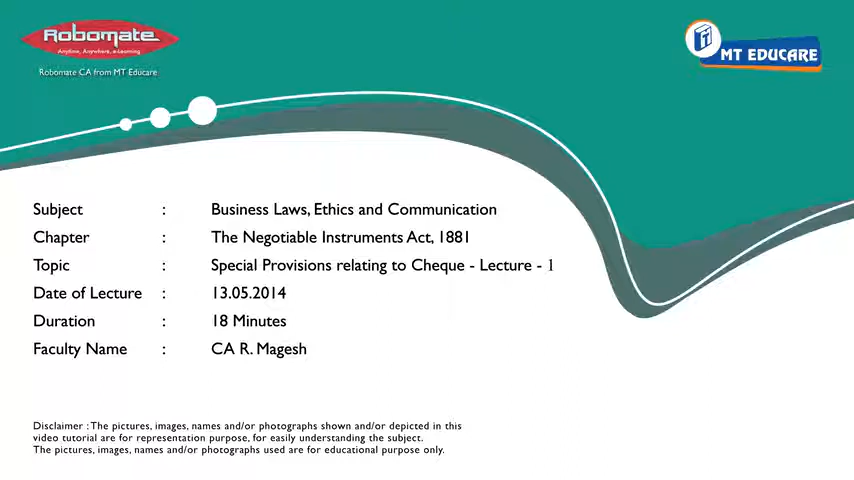 Robomate
Anytime, Anywhere, e-Learning
Robomate CA from MT Educare
MT EDUCARE
Subject : Business Laws, Ethics and Communication
Chapter : The Negotiable Instruments Act, 1881
Topic : Special Provisions relating to Cheque - Lecture - 1
Date of Lecture : 13.05.2014
Duration : 18 Minutes
Faculty Name : CA R. Magesh
Disclaimer : The pictures, images, names and/or photographs shown and/or depicted in this
video tutorial are for representation purpose, for easily understanding the subject.
The pictures, images, names and/or photographs used are for educational purpose only.